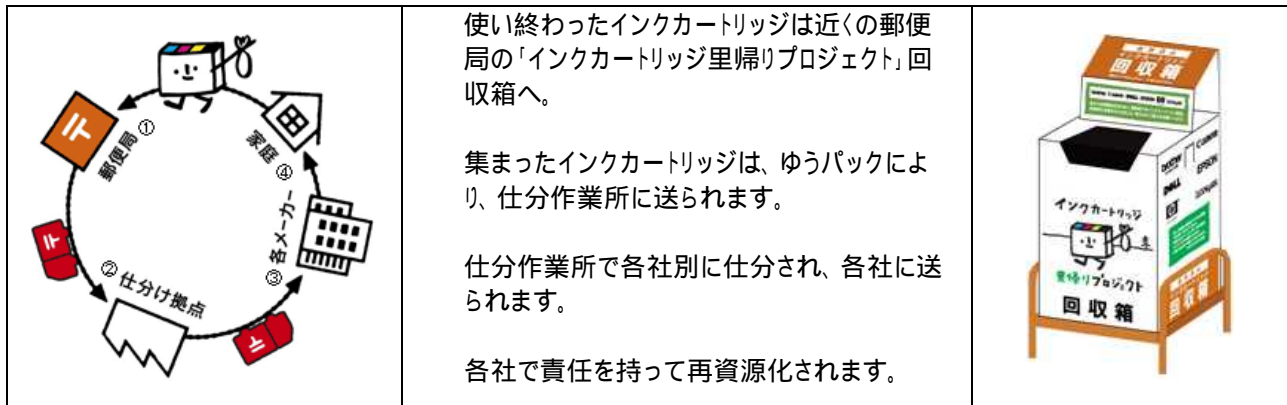 郵便局①
②仕分け拠点
③各メーカー
家庭④
使い終わったインクカートリッジは近くの郵便
局の「インクカートリッジ里帰りプロジェクト」回
収箱へ。
集まったインクカートリッジは、ゆうパックによ
り、仕分作業所に送られます。
仕分作業所で各社別に仕分され、各社に送
られます。
各社で責任を持って再資源化されます。
回収箱
brother
Canon
DELL
EPSON
インクカートリッジ
里帰りプロジェクト
回収箱
回収箱